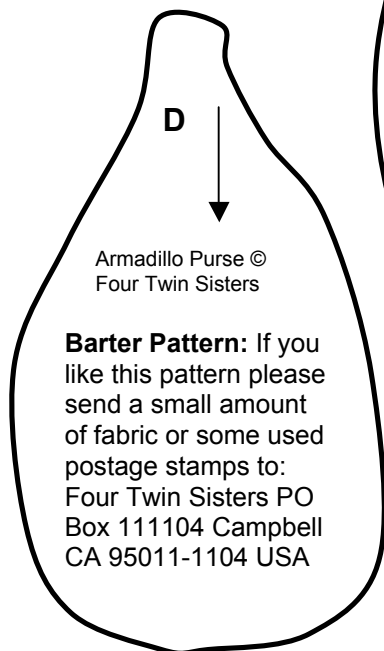 D
Armadillo Purse ©
Four Twin Sisters
Barter Pattern: If you
like this pattern please
send a small amount
of fabric or some used
postage stamps to:
Four Twin Sisters PO
Box 111104 Campbell
CA 95011-1104 USA